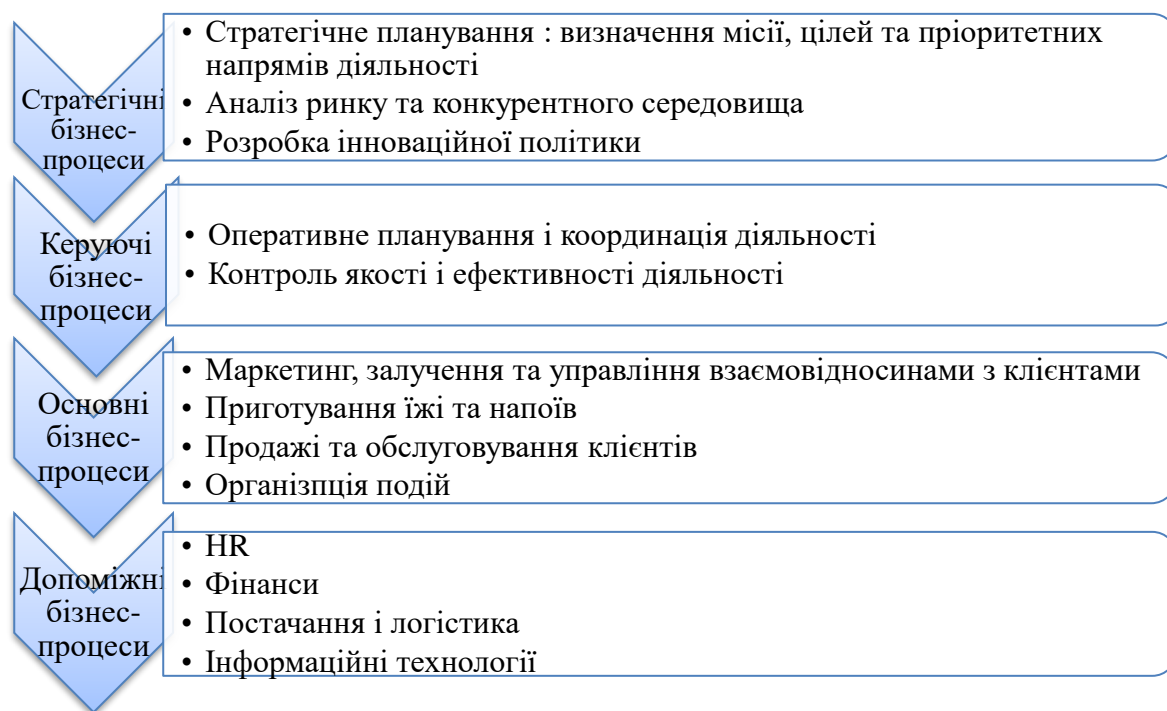 Стратегічні
бізнес-
процеси
• Стратегічне планування : визначення місії, цілей та пріоритетних
напрямів діяльності
• Аналіз ринку та конкурентного середовища
• Розробка інноваційної політики
Керуючі
бізнес-
процеси
• Оперативне планування і координація діяльності
• Контроль якості і ефективності діяльності
Основні
бізнес-
процеси
• Маркетинг, залучення та управління взаємовідносинами з клієнтами
• Приготування їжі та напоїв
• Продажі та обслуговування клієнтів
• Організпція подій
Допоміжні
бізнес-
процеси
• HR
• Фінанси
• Постачання і логістика
• Інформаційні технології